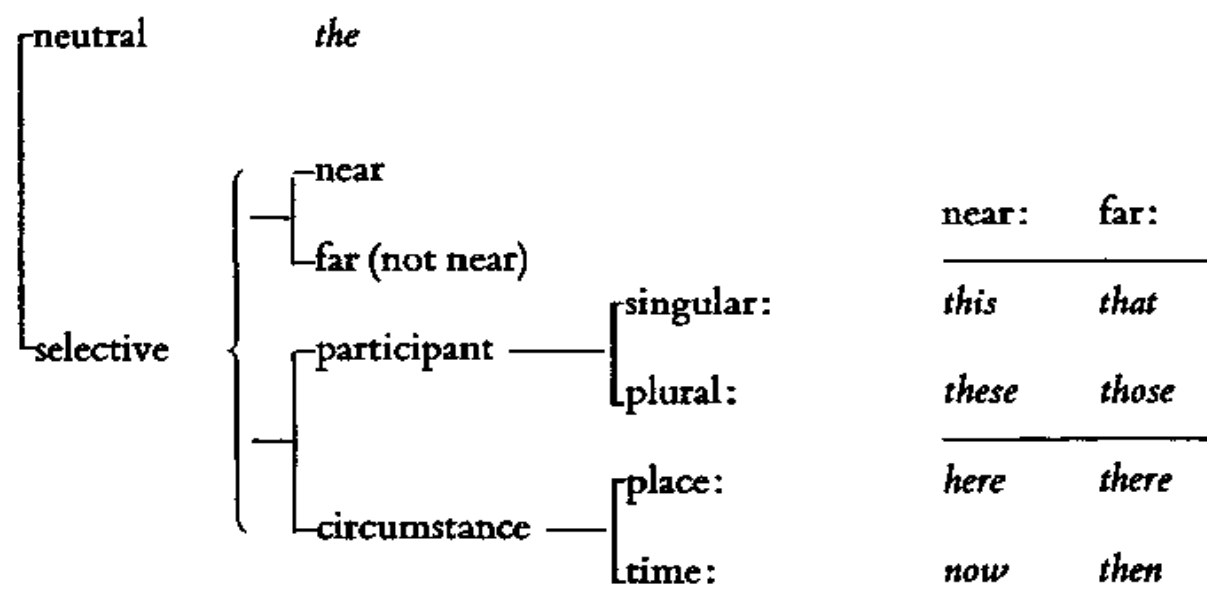 neutral the
near
near: far:
far (not near)
singular: this that
selective participant
plural: these those
place: here there
circumstance
time: now then